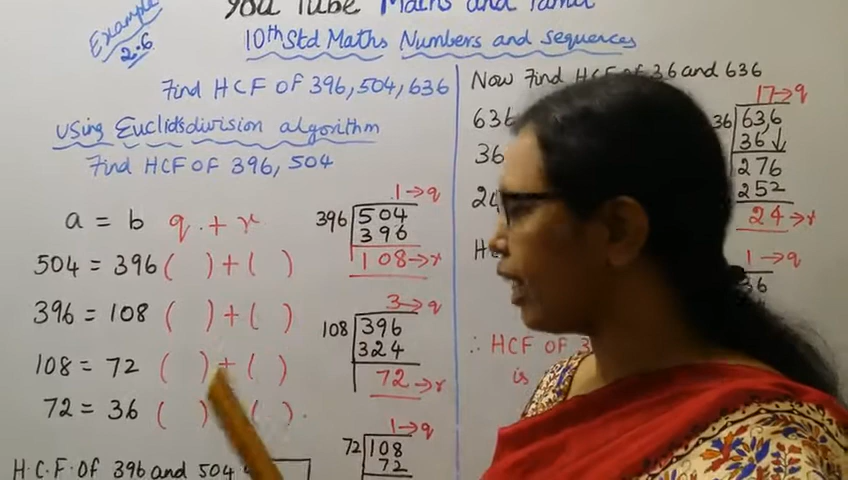 You Tube Maths and Tamil
Example 2.6
10th Std Maths Numbers and sequences
Find HCF OF 396, 504, 636
using Euclids division algorithm
Find HCF OF 396, 504
a = b q + r
504 = 396 ( ) + ( )
396 = 108 ( ) + ( )
108 = 72 ( ) + ( )
72 = 36 ( ) + ( )
H.C.F. OF 396 and 504
1→q
396 504
396
108→r
3→q
108 396
324
72→r
1→q
72 108
72
Now Find HCF OF 36 and 636
636
36
24
H
∴ HCF OF 3
is
17→q
36 636
36↓
276
252
24→r
1→q
36